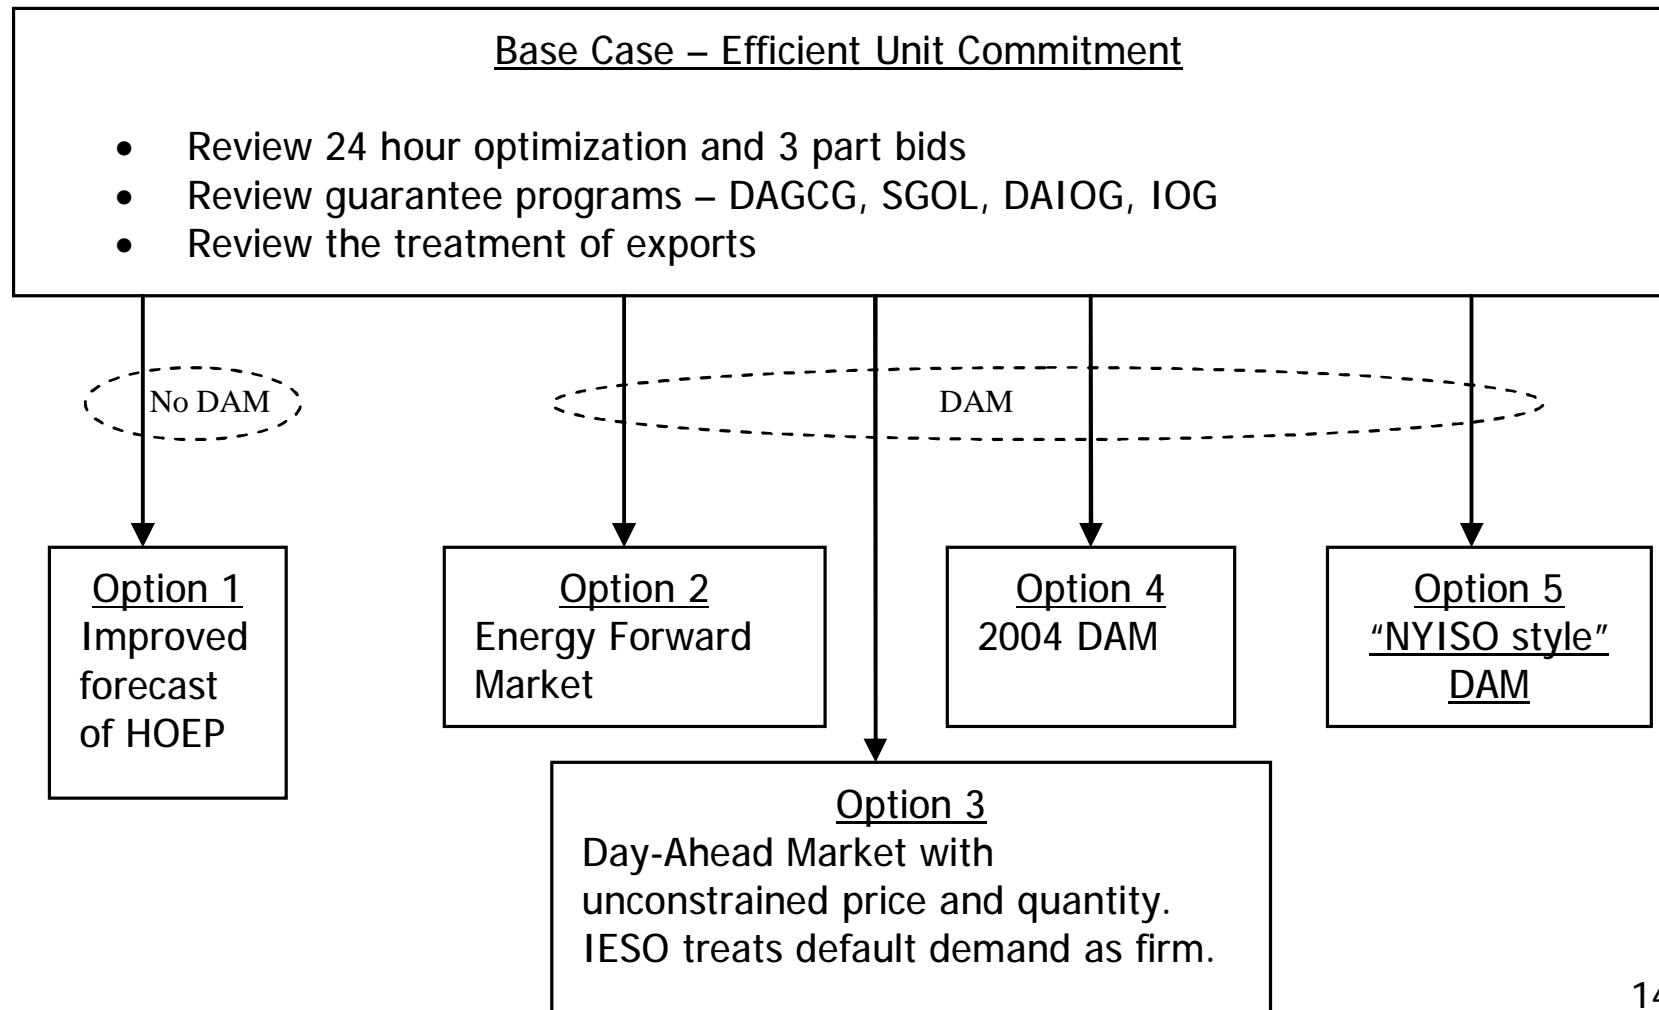 Base Case – Efficient Unit Commitment
• Review 24 hour optimization and 3 part bids
• Review guarantee programs – DAGCG, SGOL, DAIOG, IOG
• Review the treatment of exports
No DAM
DAM
Option 1
Improved
forecast
of HOEP
Option 2
Energy Forward
Market
Option 4
2004 DAM
Option 5
“NYISO style”
DAM
Option 3
Day-Ahead Market with
unconstrained price and quantity.
IESO treats default demand as firm.
14